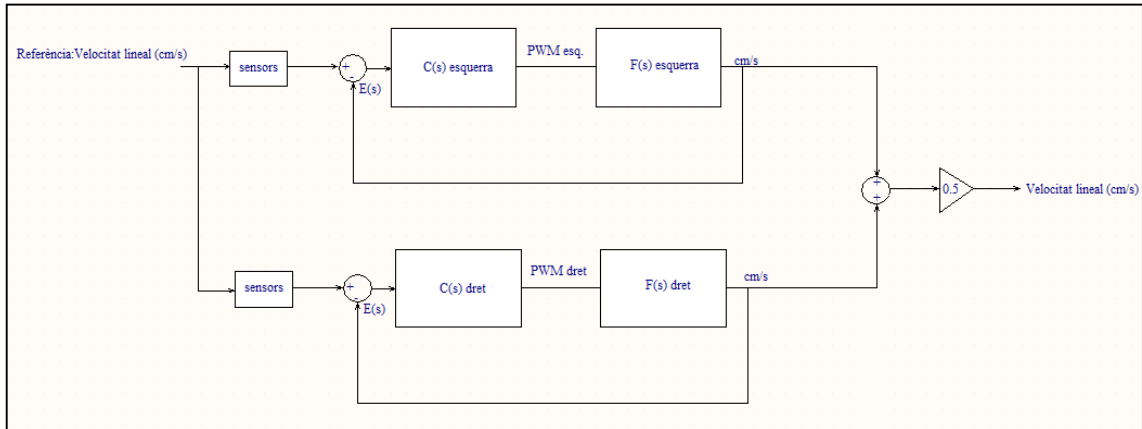 Referència:Velocitat lineal (cm/s)
sensors
+
-
E(s)
C(s) esquerra
PWM esq.
F(s) esquerra
cm/s
+
+
0.5
Velocitat lineal (cm/s)
sensors
+
-
E(s)
C(s) dret
PWM dret
F(s) dret
cm/s